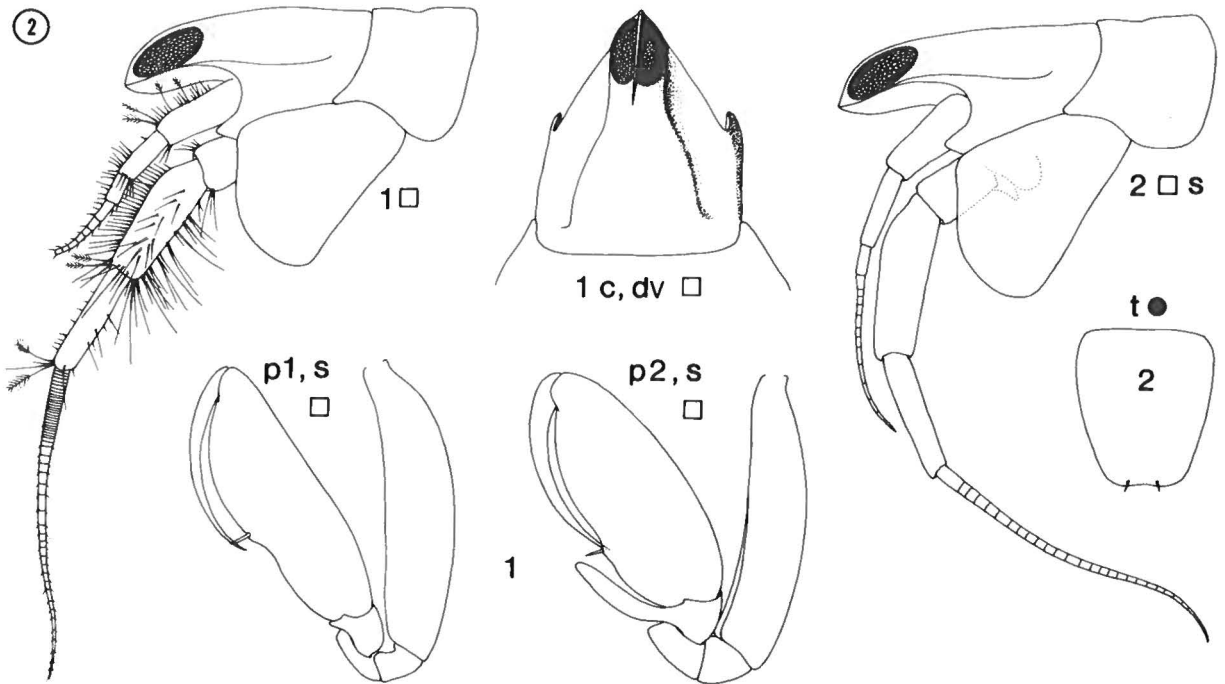 2
1 □
1 c, dv □
2 □ s
t ●
2
p1, s
□
p2, s
□
1